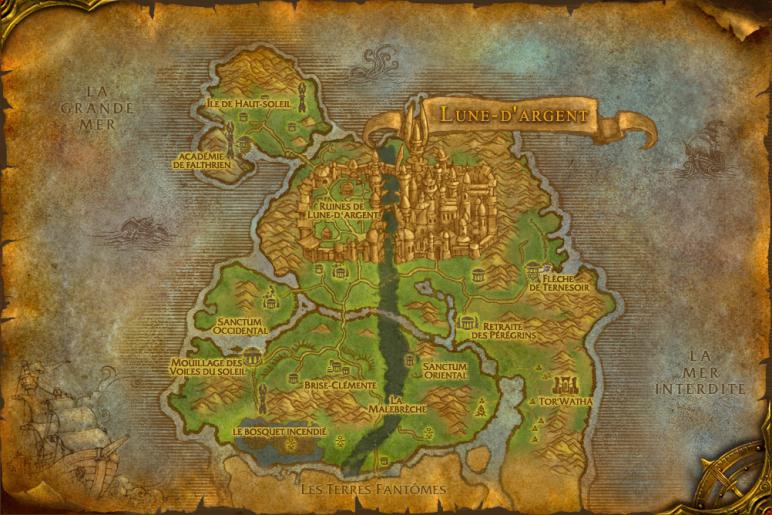 LA
GRANDE
MER
ÎLE DE HAUT-SOLEIL
LUNE-D'ARGENT
ACADÉMIE
DE FALTHRIEN
RUINES DE
LUNE-D'ARGENT
FLÈCHE
DE TERNESOIR
SANCTUM
OCCIDENTAL
RETRAITE
DES PÉRÉGRINS
MOUILLAGE DES
VOILES DU SOLEIL
BRISE-CLÉMENTE
SANCTUM
ORIENTAL
LA
MER
INTERDITE
TOR'WATHA
LA
MALEBRÈCHE
LE BOSQUET INCENDIÉ
LES TERRES FANTÔMES